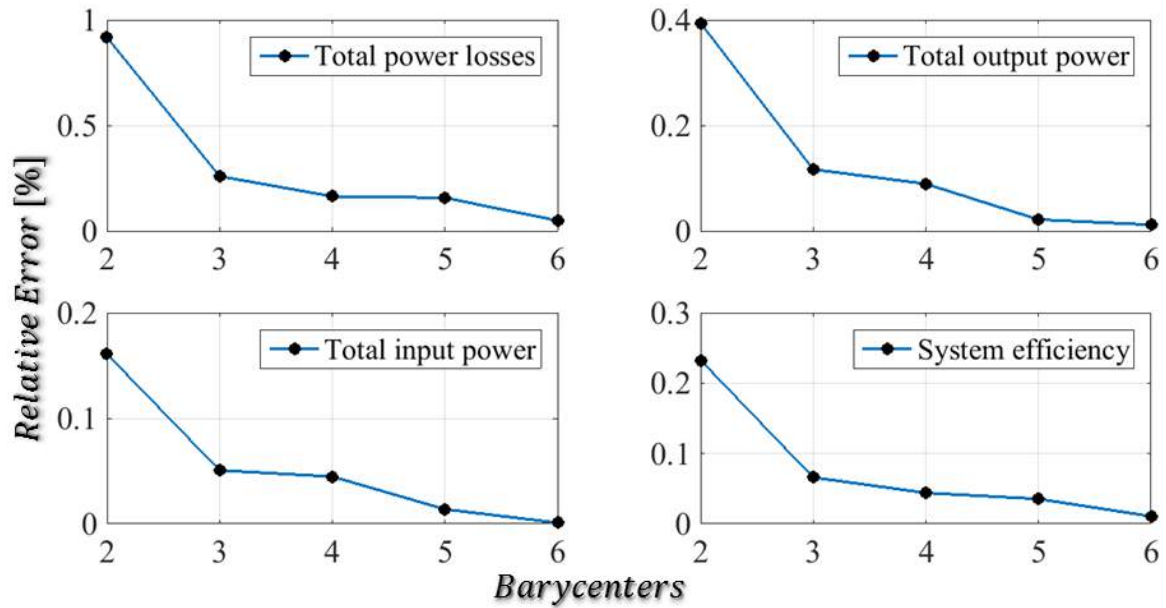 1
0.5
0
2 3 4 5 6
Total power losses
0.4
0.2
0
2 3 4 5 6
Total output power
0.2
0.1
0
2 3 4 5 6
Total input power
0.3
0.2
0.1
0
2 3 4 5 6
System efficiency
Relative Error [%]
Barycenters